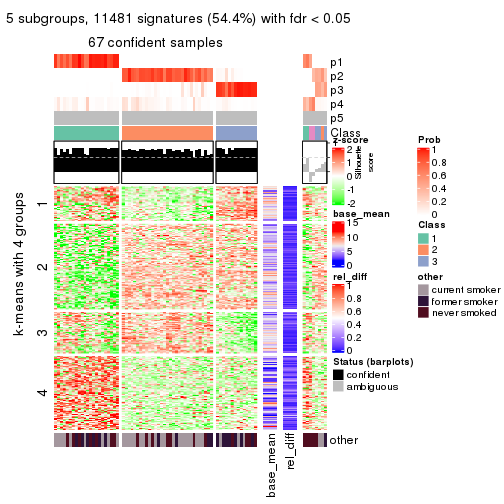 5 subgroups, 11481 signatures (54.4%) with fdr < 0.05
67 confident samples
p1
p2
p3
p4
p5
Class
z-score
2
1
0
-1
-2
Silhouette
score
base_mean
15
10
5
0
rel_diff
1
0.8
0.6
0.4
0.2
0
Status (barplots)
confident
ambiguous
Prob
1
0.8
0.6
0.4
0.2
0
Class
1
2
3
other
current smoker
former smoker
never smoked
k-means with 4 groups
1
2
3
4
other
base_mean
rel_diff